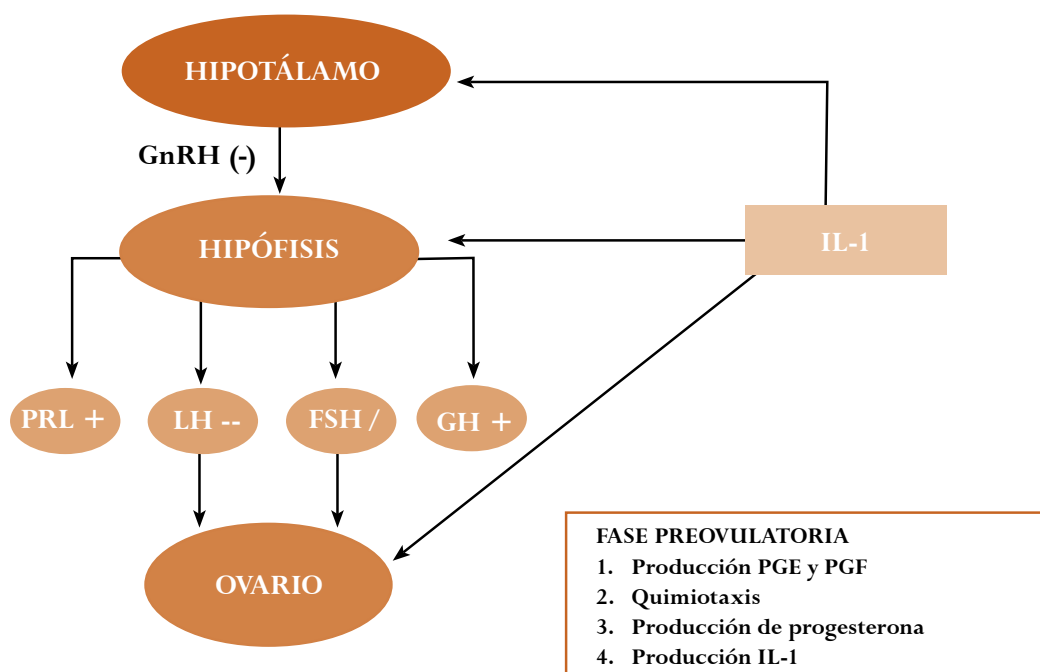 HIPOTÁLAMO
GnRH (-)
HIPÓFISIS
IL-1
PRL +
LH --
FSH /
GH +
OVARIO
FASE PREOVULATORIA
1. Producción PGE y PGF
2. Quimiotaxis
3. Producción de progesterona
4. Producción IL-1